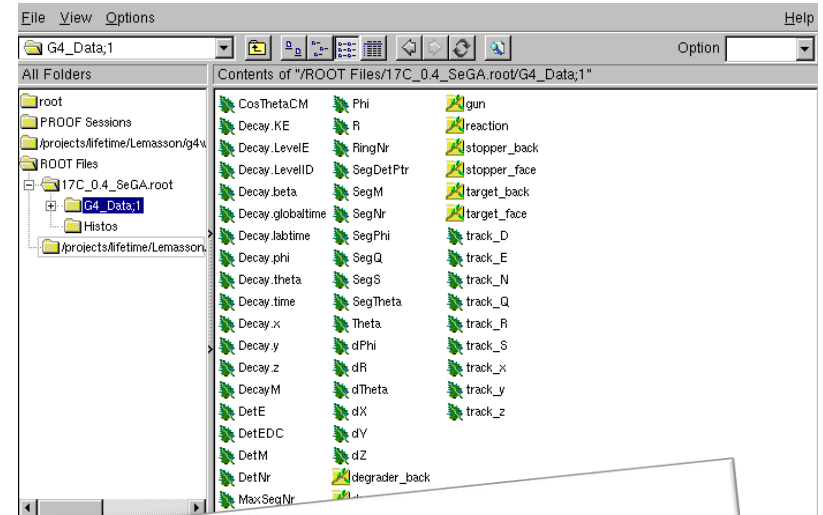 File View Options Help
G4_Data;1 Option
All Folders
Contents of "/ROOT Files/17C_0.4_SeGA.root/G4_Data;1"
root
PROOF Sessions
/projects/lifetime/Lemasson/g4
ROOT Files
17C_0.4_SeGA.root
G4_Data;1
Histos
/projects/lifetime/Lemasson
CosThetaCM
Decay.KE
Decay.LevelE
Decay.LevelID
Decay.beta
Decay.globaltime
Decay.labtime
Decay.phi
Decay.theta
Decay.time
Decay.x
Decay.y
Decay.z
DecayM
DetE
DetEDC
DetM
DetNr
MaxSegNr
Phi
R
RingNr
SegDetPtr
SegM
SegNr
SegPhi
SegQ
SegS
SegTheta
Theta
dPhi
dR
dTheta
dX
dY
dZ
degrader_back
gun
reaction
stopper_back
stopper_face
target_back
target_face
track_D
track_E
track_N
track_Q
track_R
track_S
track_x
track_y
track_z